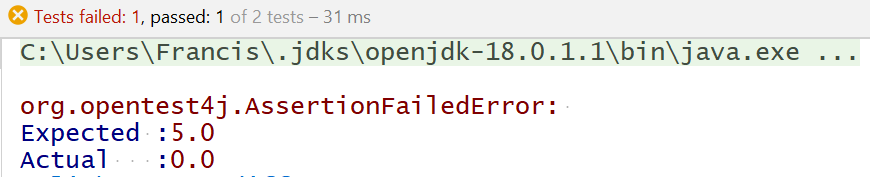 Tests failed: 1, passed: 1 of 2 tests – 31 ms
C:\Users\Francis\.jdks\openjdk-18.0.1.1\bin\java.exe ...
org.opentest4j.AssertionFailedError:
Expected :5.0
Actual   :0.0